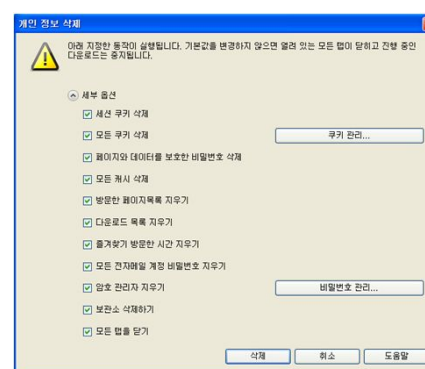 개인 정보 삭제
아래 지정한 동작이 실행됩니다. 기본값을 변경하지 않으면 열려 있는 모든 탭이 닫히고 진행 중인
다운로드는 중지됩니다.
세부 옵션
세션 쿠키 삭제
모든 쿠키 삭제
쿠키 관리...
페이지와 데이터를 보호한 비밀번호 삭제
모든 캐시 삭제
방문한 페이지목록 지우기
다운로드 목록 지우기
즐겨찾기 방문한 시간 지우기
모든 전자메일 계정 비밀번호 지우기
암호 관리자 지우기
비밀번호 관리...
보관소 삭제하기
모든 탭을 닫기
삭제 취소 도움말